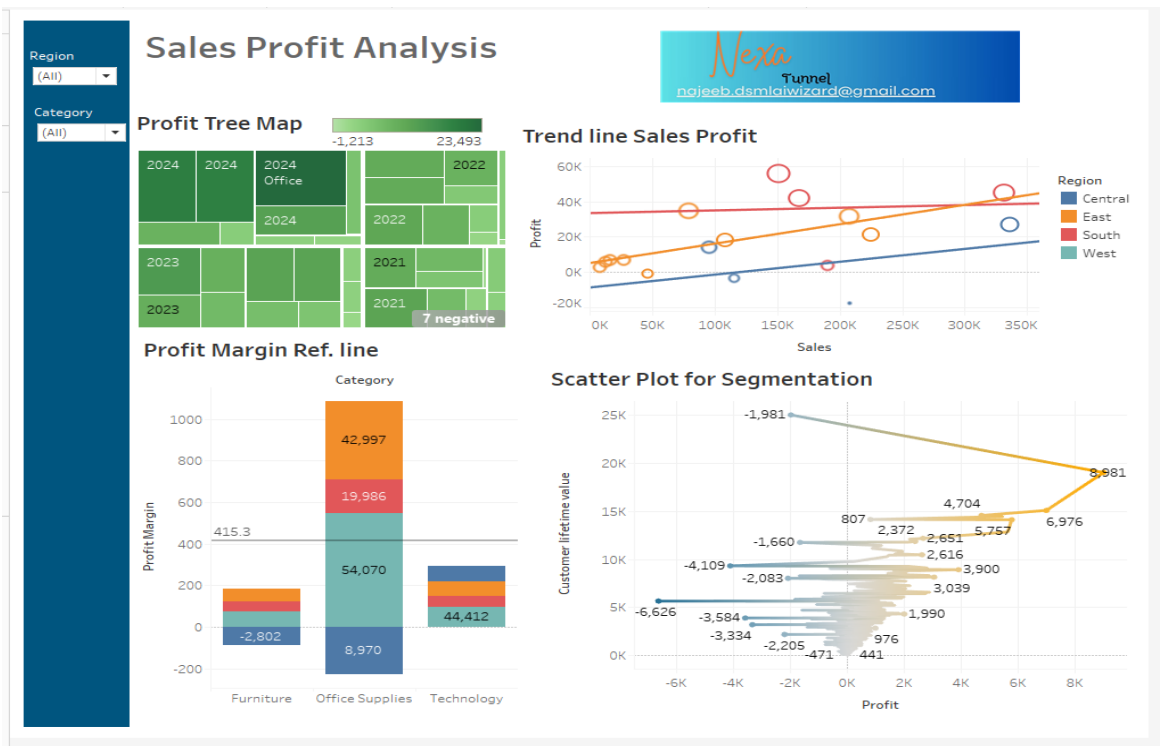 Sales Profit Analysis
Nexa
Tunnel
najeeb.dsmlaiwizard@gmail.com
Region
(All)
Category
(All)
Profit Tree Map
-1,213
23,493
2024
2024
2024
Office
2024
2022
2022
2023
2023
2021
2021
7 negative
Trend line Sales Profit
Profit
60K
40K
20K
0K
-20K
0K
50K
100K
150K
200K
250K
300K
350K
Sales
Region
Central
East
South
West
Profit Margin Ref. line
Category
Profit Margin
1000
800
600
400
200
0
-200
415.3
-2,802
42,997
19,986
54,070
8,970
44,412
Furniture
Office Supplies
Technology
Scatter Plot for Segmentation
Customer lifetime value
25K
20K
15K
10K
5K
0K
-1,981
8,981
4,704
807
2,372
5,757
6,976
-1,660
2,651
2,616
-4,109
3,900
-2,083
3,039
-6,626
-3,584
1,990
-3,334
976
-2,205
-471
441
-6K
-4K
-2K
0K
2K
4K
6K
8K
Profit